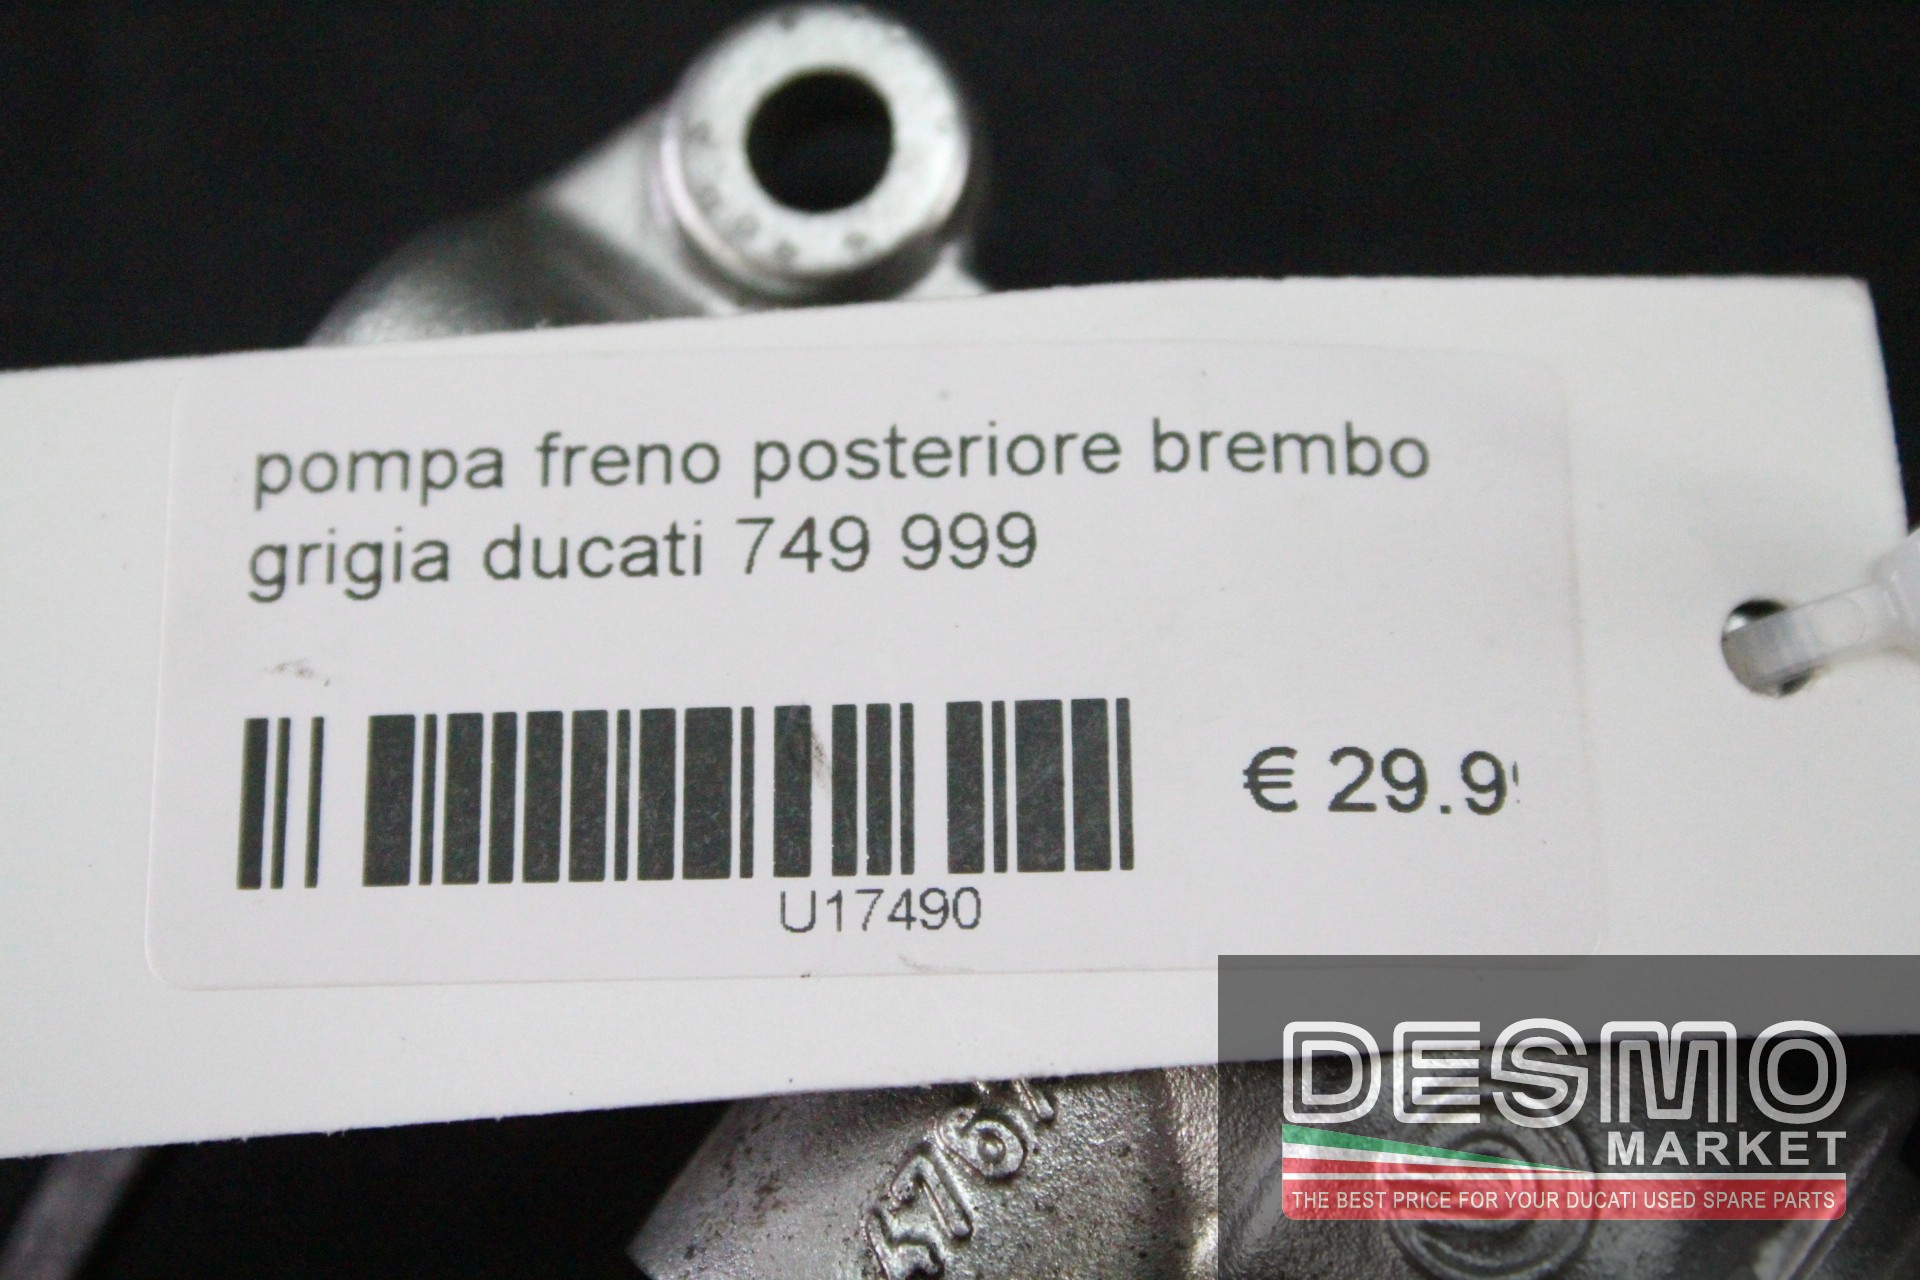 pompa freno posteriore brembo
grigia ducati 749 999
€ 29.9
U17490
DESMO
MARKET
THE BEST PRICE FOR YOUR DUCATI USED SPARE PARTS